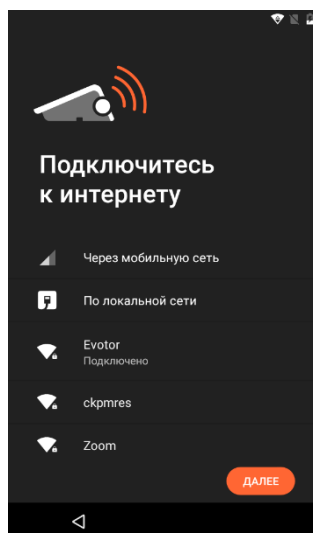 Подключитесь
к интернету
Через мобильную сеть
По локальной сети
Evotor
Подключено
ckpmres
Zoom
ДАЛЕЕ